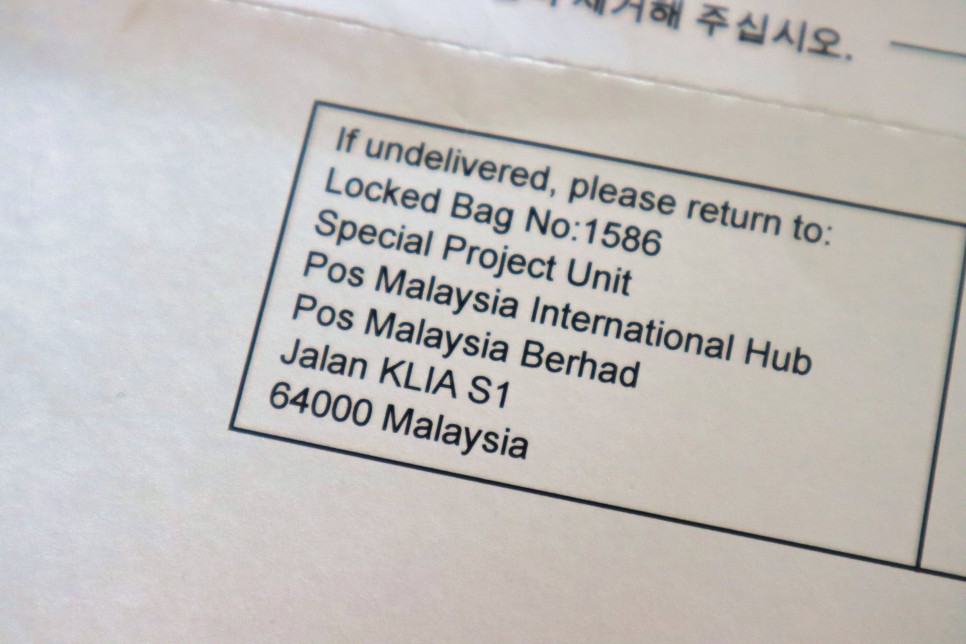 제거해 주십시오.
If undelivered, please return to:
Locked Bag No:1586
Special Project Unit
Pos Malaysia International Hub
Pos Malaysia Berhad
Jalan KLIA S1
64000 Malaysia